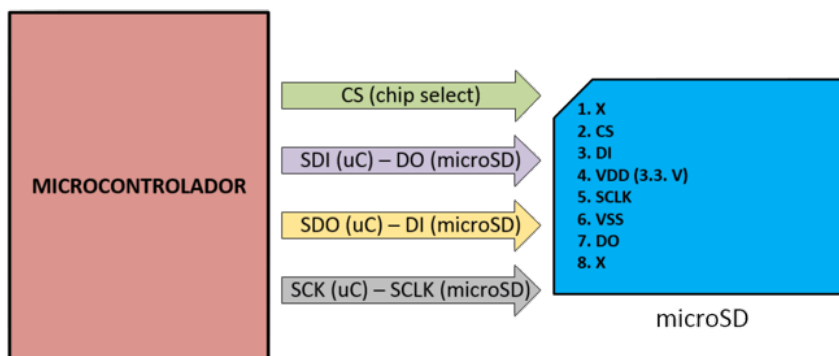 MICROCONTROLADOR
CS (chip select)
SDI (uC) – DO (microSD)
SDO (uC) – DI (microSD)
SCK (uC) – SCLK (microSD)
1. X
2. CS
3. DI
4. VDD (3.3. V)
5. SCLK
6. VSS
7. DO
8. X
microSD